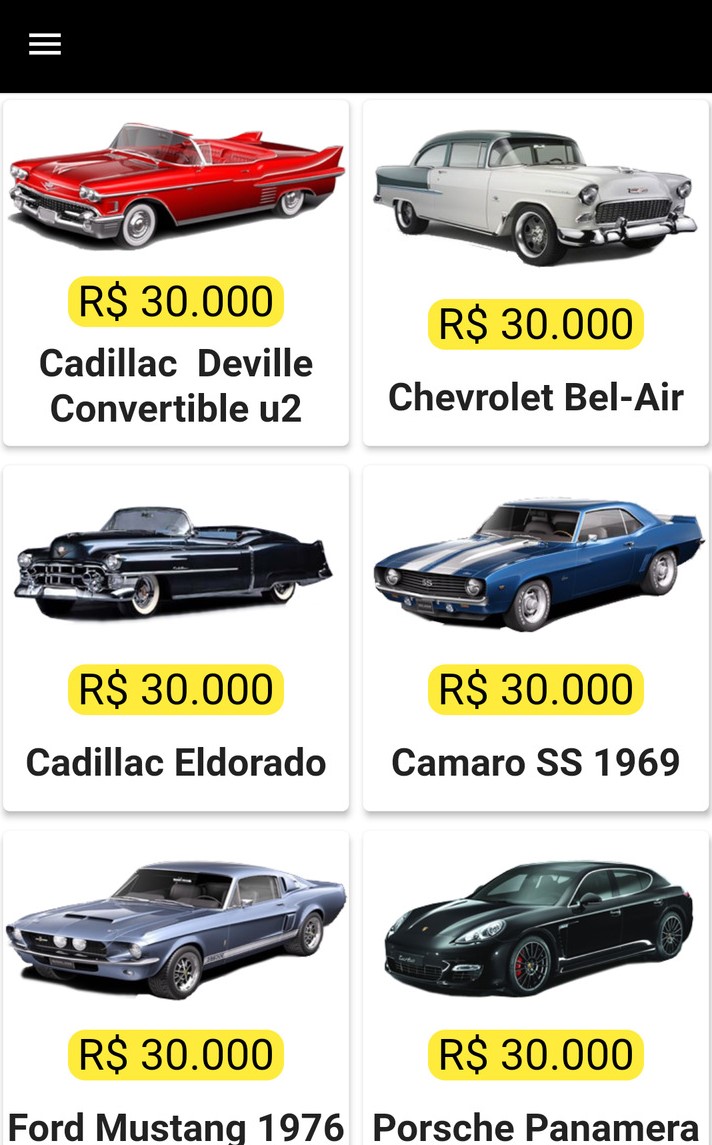 R$ 30.000
Cadillac  Deville
Convertible u2
R$ 30.000
Chevrolet Bel-Air
R$ 30.000
Cadillac Eldorado
SS
R$ 30.000
Camaro SS 1969
R$ 30.000
Ford Mustang 1976
R$ 30.000
Porsche Panamera